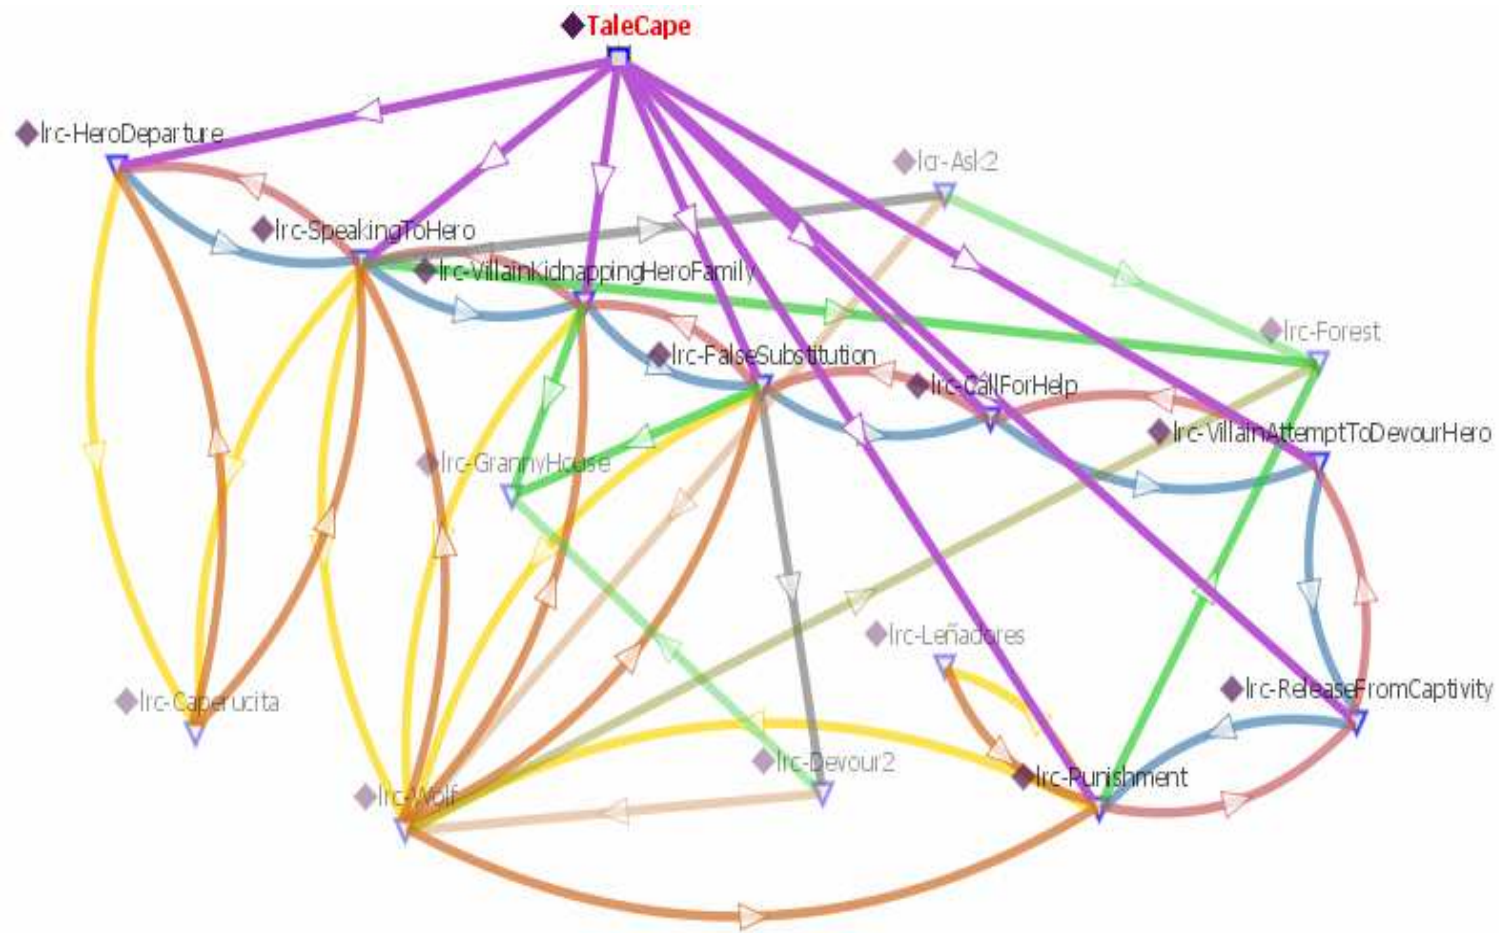 TaleCape
lrc-HeroDeparture
lcr-Ask2
lrc-SpeakingToHero
lrc-VillainKidnappingHeroFamily
lrc-Forest
lrc-FalseSubstitution
lrc-CallForHelp
lrc-VillainAttemptToDevourHero
lrc-GrannyHouse
lrc-Leñadores
lrc-ReleaseFromCaptivity
lrc-Caperucita
lrc-Devour2
lrc-Punishment
lrc-Wolf